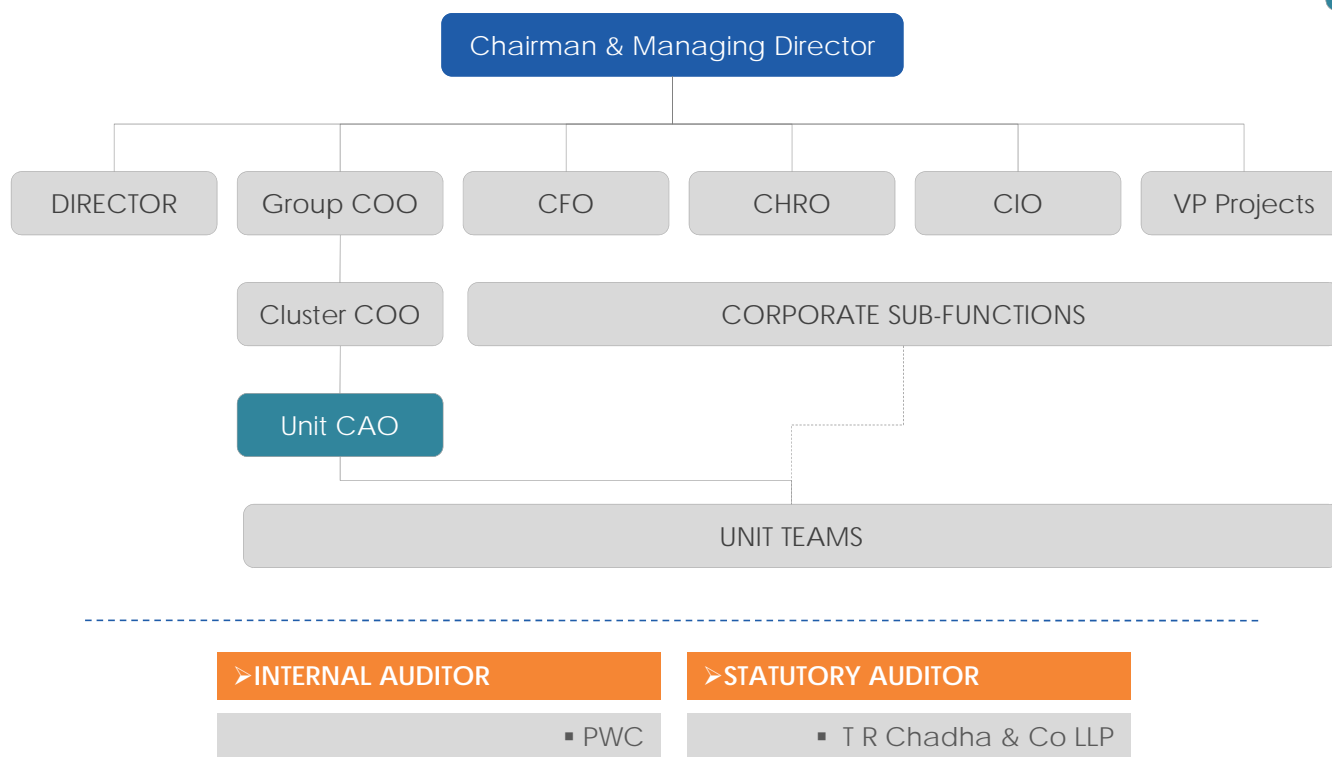 Chairman & Managing Director
DIRECTOR
Group COO
CFO
CHRO
CIO
VP Projects
Cluster COO
CORPORATE SUB-FUNCTIONS
Unit CAO
UNIT TEAMS
➢INTERNAL AUDITOR
➢STATUTORY AUDITOR
▪ PWC
▪ T R Chadha & Co LLP